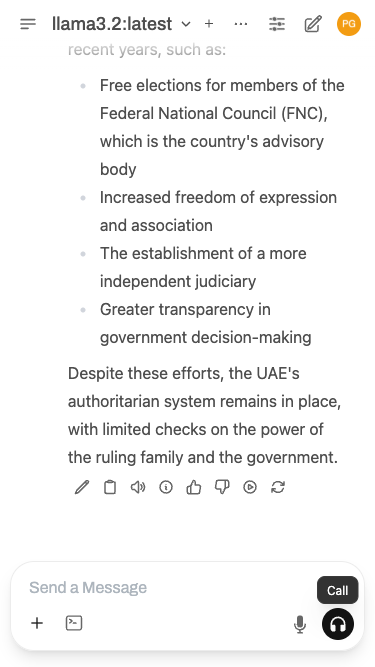 llama3.2:latest
PG
recent years, such as:
Free elections for members of the
Federal National Council (FNC),
which is the country's advisory
body
Increased freedom of expression
and association
The establishment of a more
independent judiciary
Greater transparency in
government decision-making
Despite these efforts, the UAE's
authoritarian system remains in place,
with limited checks on the power of
the ruling family and the government.
Send a Message
Call